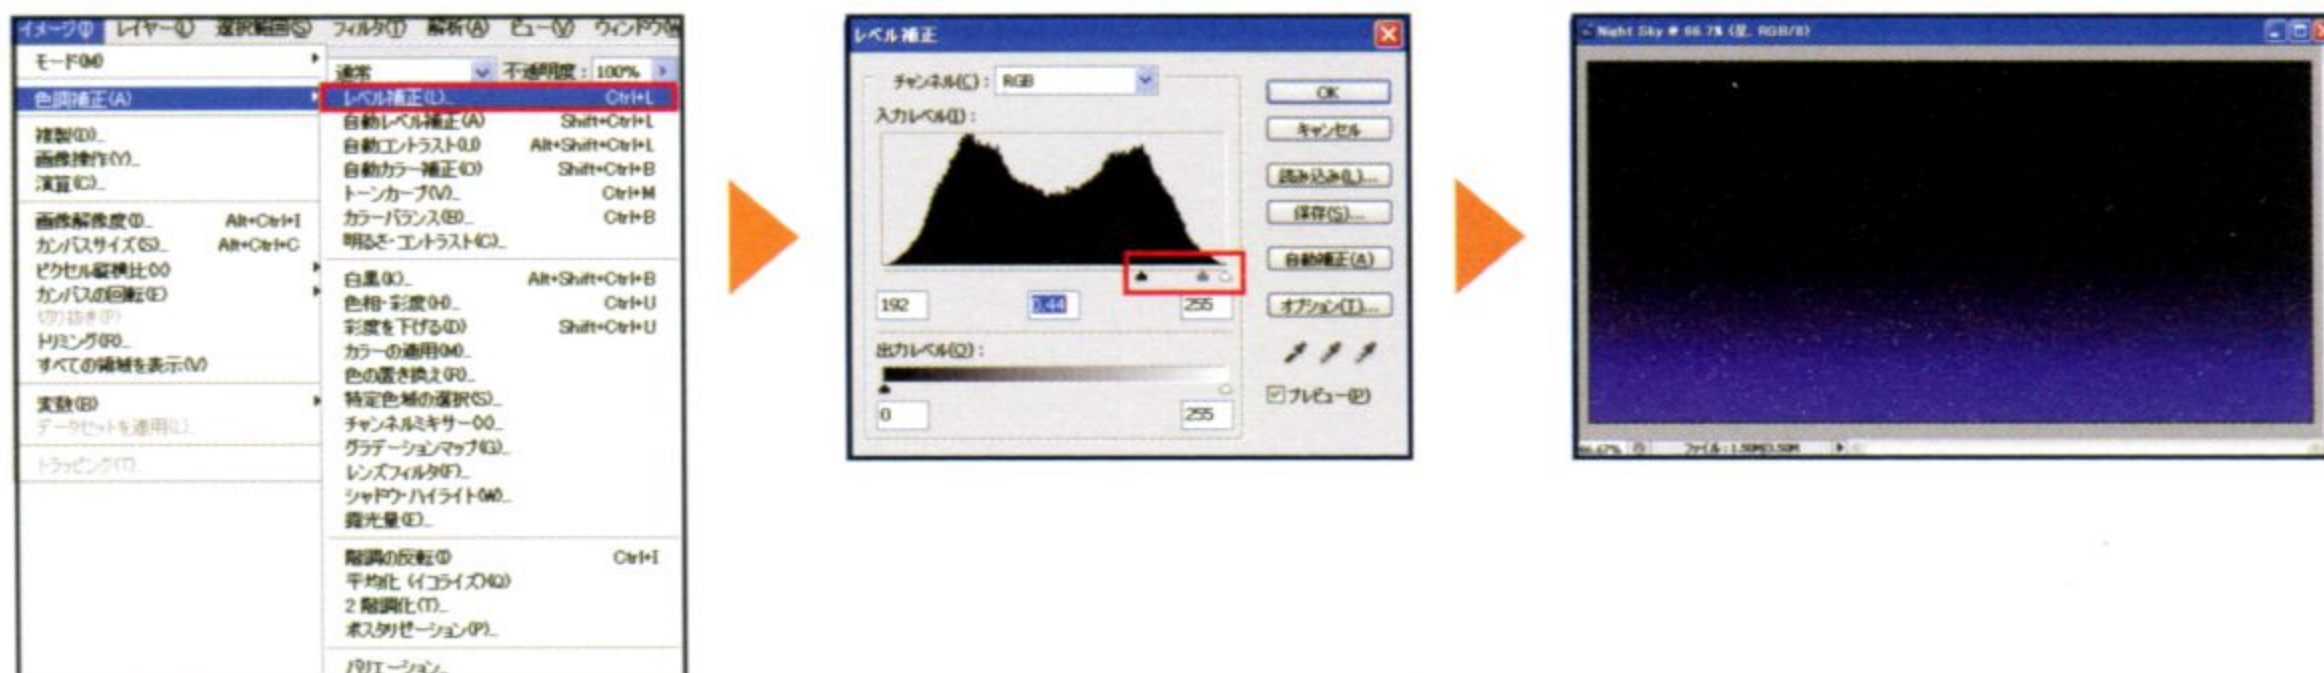 イメージ(I) レイヤー(L) 選択範囲(S) フィルタ(T) 解析(A) ビュー(V) ウィンドウ(W
モード(M)
色調補正(A)
複製(D)...
画像操作(Y)...
演算(C)...
画像解像度(I)... Alt+Ctrl+I
カンバスサイズ(S)... Alt+Ctrl+C
ピクセル縦横比(X)
カンバスの回転(E)
切り抜き(P)
トリミング(R)...
すべての領域を表示(V)
変数(B)
データセットを適用(L)...
トラッピング(T)...
通常 不透明度: 100%
レベル補正(L)... Ctrl+L
自動レベル補正(A) Shift+Ctrl+L
自動コントラスト(U) Alt+Shift+Ctrl+L
自動カラー補正(O) Shift+Ctrl+B
トーンカーブ(V)... Ctrl+M
カラーバランス(B)... Ctrl+B
明るさ・コントラスト(C)...
白黒(K)... Alt+Shift+Ctrl+B
色相・彩度(H)... Ctrl+U
彩度を下げる(D) Shift+Ctrl+U
カラーの適用(M)...
色の置き換え(R)...
特定色域の選択(S)...
チャンネルミキサー(X)...
グラデーションマップ(G)...
レンズフィルタ(F)...
シャドウ・ハイライト(W)...
露光量(E)...
階調の反転(I) Ctrl+I
平均化 (イコライズ)(Q)
2 階調化(T)...
ポスタリゼーション(P)...
バリエーション...
レベル補正
チャンネル(C): RGB
入力レベル(I):
192 0.44 255
出力レベル(O):
0 255
OK
キャンセル
読み込み(L)...
保存(S)...
自動補正(A)
オプション(T)...
プレビュー(P)
Night Sky @ 66.7% (星, RGB/8)
66.67% ファイル: 1.50M/3.50M